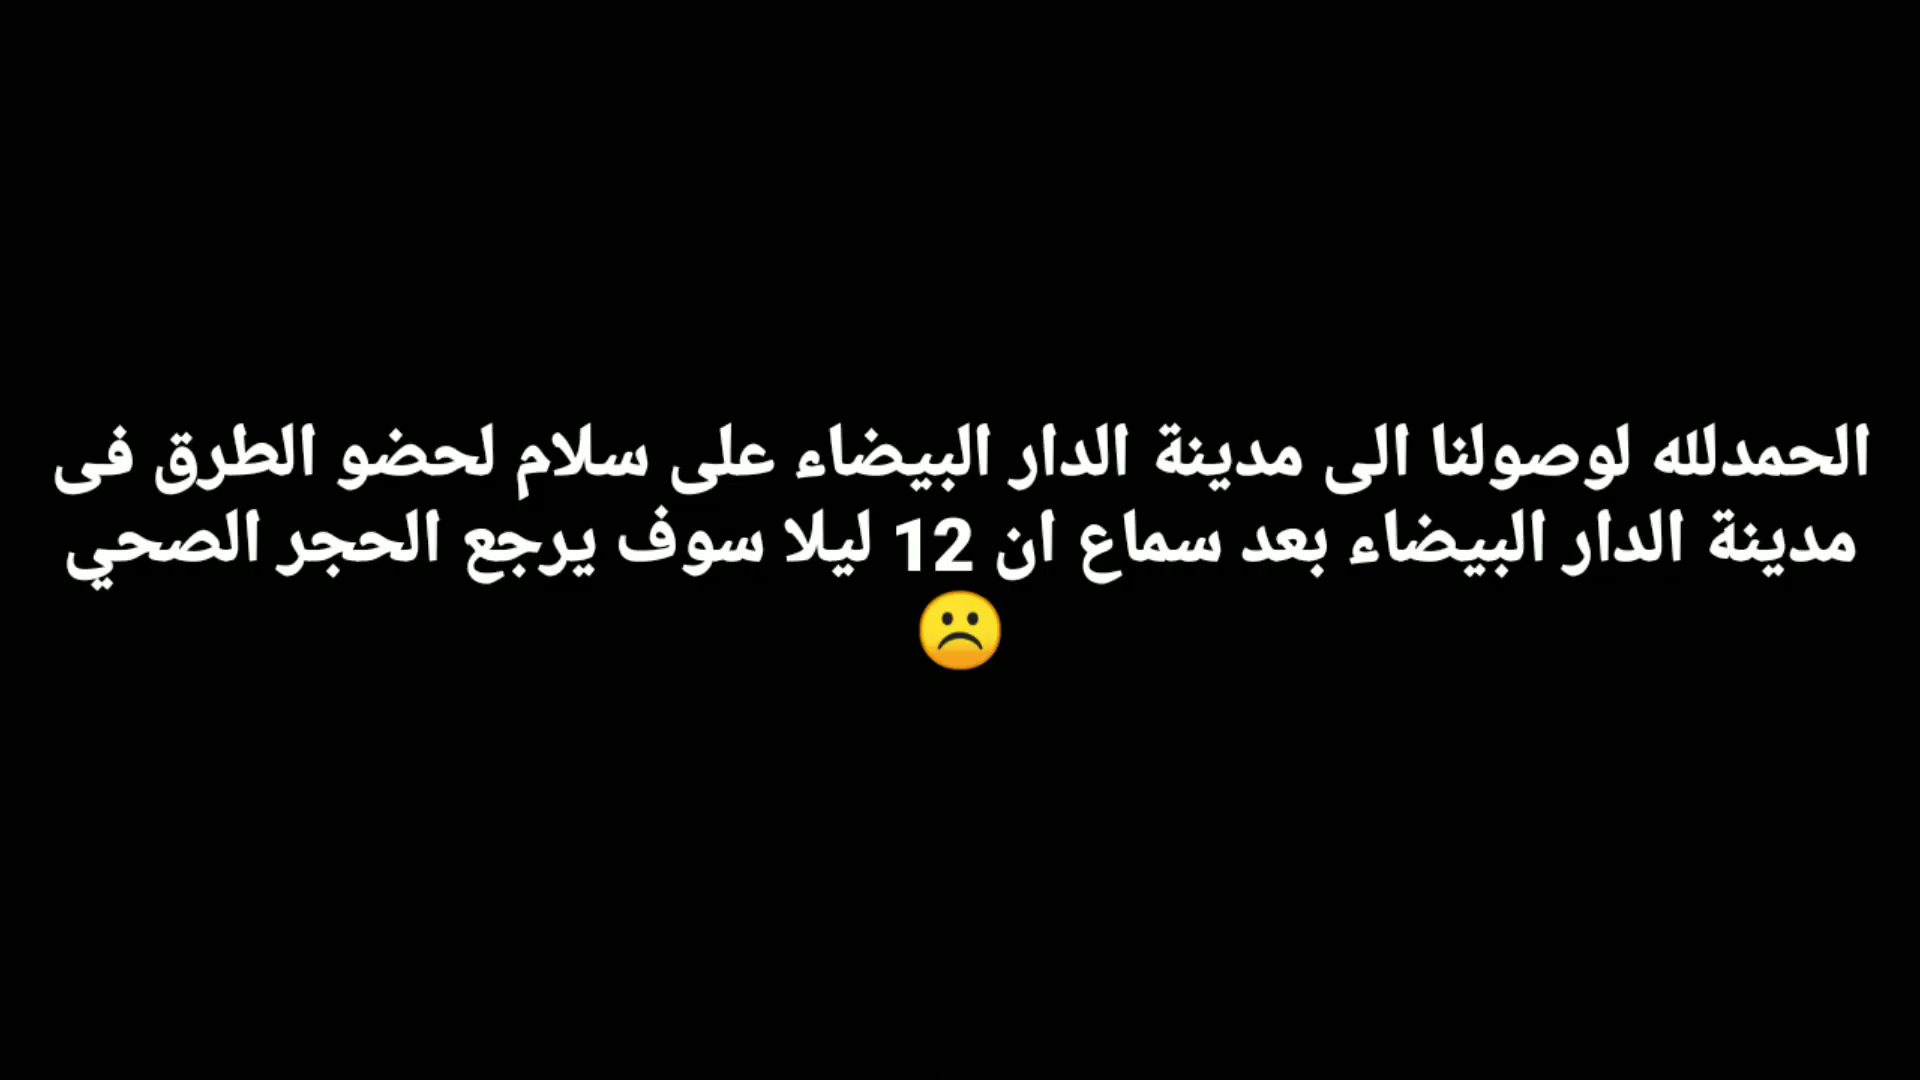 الحمدلله لوصولنا الى مدينة الدار البيضاء على سلام لحضو الطرق فى
مدينة الدار البيضاء بعد سماع ان 12 ليلا سوف يرجع الحجر الصحي
☹️